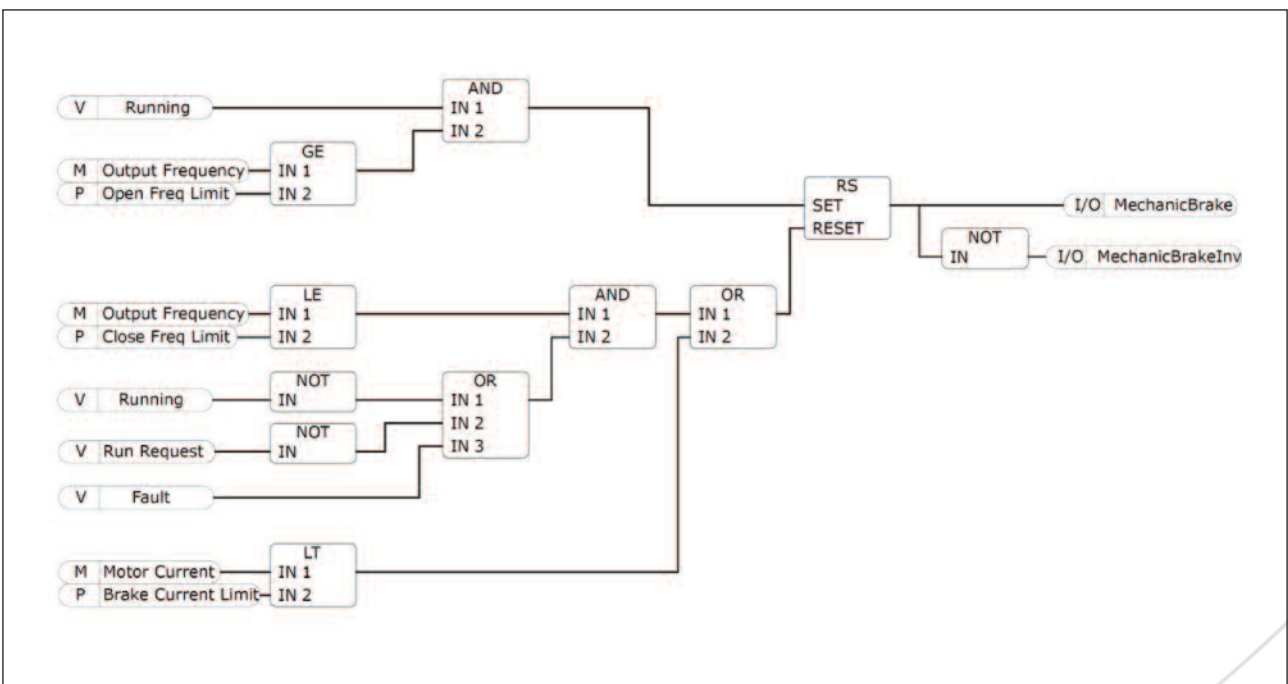 AND
V Running IN 1
IN 2
GE
M Output Frequency IN 1
P Open Freq Limit IN 2
RS
SET I/O MechanicBrake
RESET
NOT
IN I/O MechanicBrakeInv
LE AND OR
M Output Frequency IN 1 IN 1 IN 1
P Close Freq Limit IN 2 IN 2 IN 2
NOT OR
V Running IN IN 1
NOT IN 2
V Run Request IN IN 3
V Fault
LT
M Motor Current IN 1
P Brake Current Limit IN 2